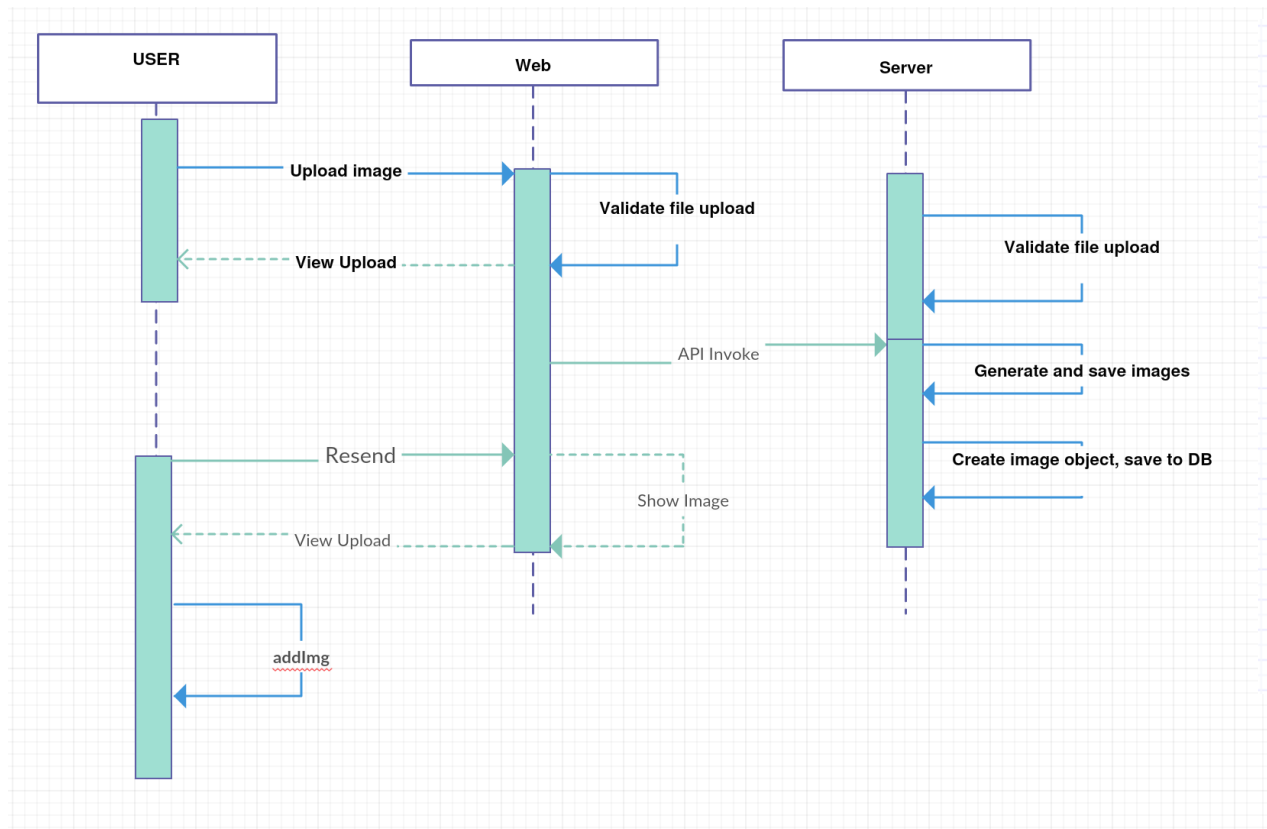 USER
Web
Server
Upload image
Validate file upload
Validate file upload
View Upload
API Invoke
Generate and save images
Resend
Create image object, save to DB
Show Image
View Upload
addImg